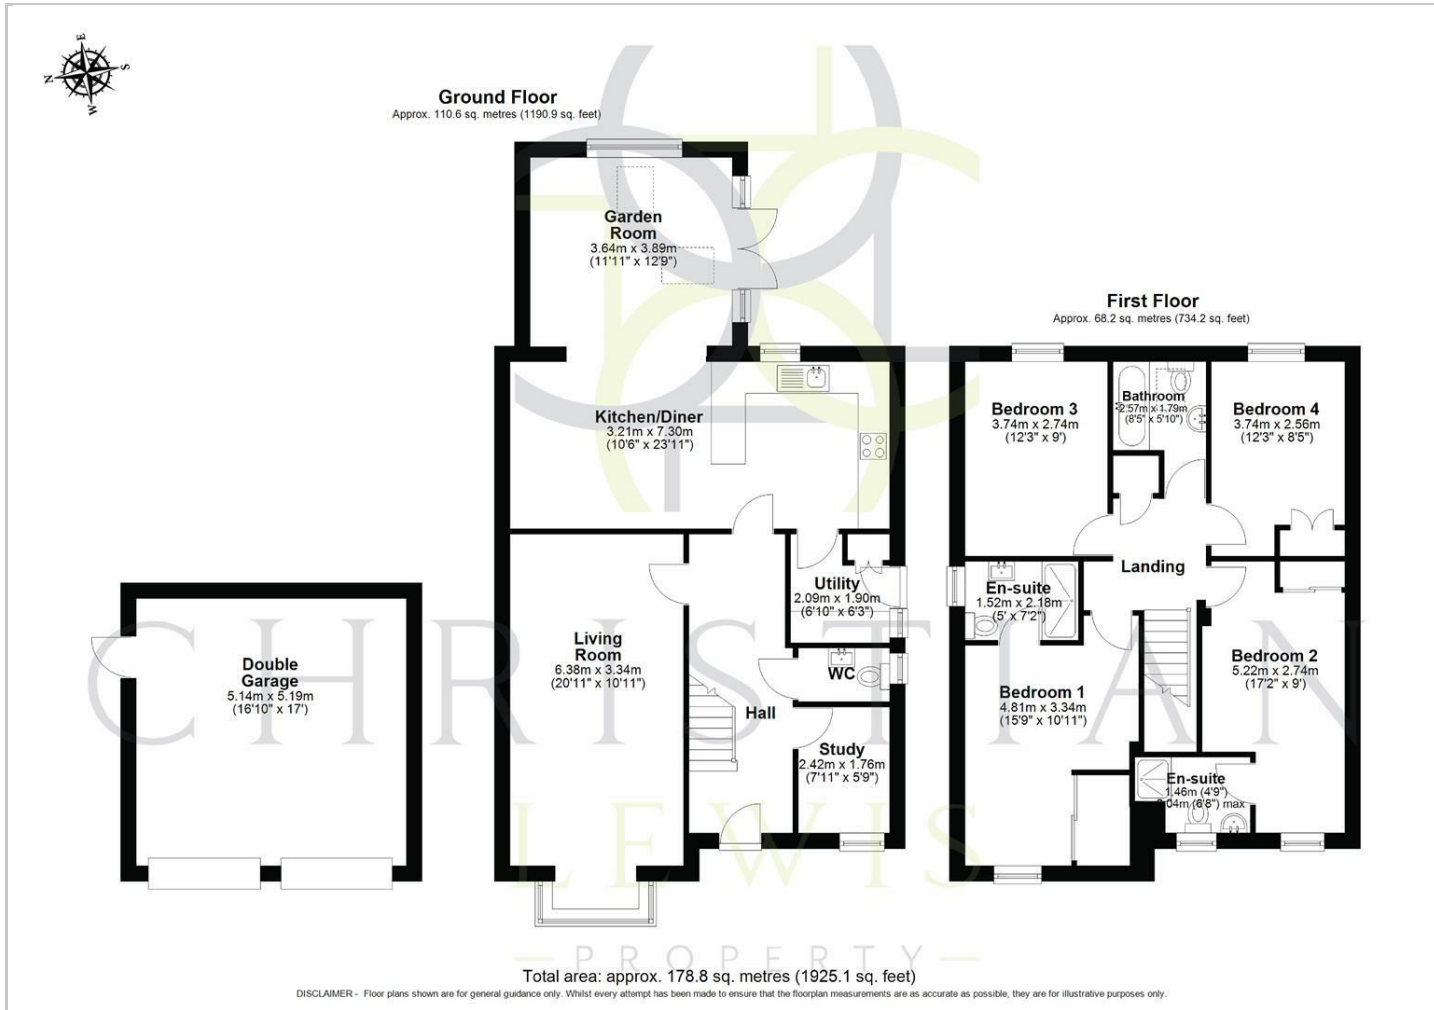 E
N
S
W
Ground Floor
Approx. 110.6 sq. metres (1190.9 sq. feet)
Garden
Room
3.64m x 3.89m
(11'11" x 12'9")
Kitchen/Diner
3.21m x 7.30m
(10'6" x 23'11")
Utility
2.09m x 1.90m
(6'10" x 6'3")
Living
Room
6.38m x 3.34m
(20'11" x 10'11")
WC
Hall
Study
2.42m x 1.76m
(7'11" x 5'9")
Double
Garage
5.14m x 5.19m
(16'10" x 17')
First Floor
Approx. 68.2 sq. metres (734.2 sq. feet)
Bedroom 3
3.74m x 2.74m
(12'3" x 9')
Bathroom
2.57m x 1.79m
(8'5" x 5'10")
Bedroom 4
3.74m x 2.56m
(12'3" x 8'5")
Landing
En-suite
1.52m x 2.18m
(5' x 7'2")
Bedroom 1
4.81m x 3.34m
(15'9" x 10'11")
Bedroom 2
5.22m x 2.74m
(17'2" x 9')
En-suite
1.46m (4'9")
2.04m (6'8") max
CHRISTIAN
LEWIS
PROPERTY
Total area: approx. 178.8 sq. metres (1925.1 sq. feet)
DISCLAIMER - Floor plans shown are for general guidance only. Whilst every attempt has been made to ensure that the floorplan measurements are as accurate as possible, they are for illustrative purposes only.